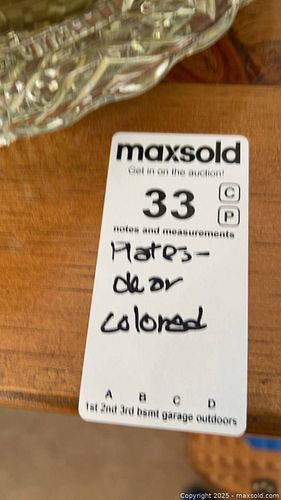 maxsold
Get in on the auction!
33
C
P
notes and measurements
Plates-
clear
colored
A B C D
1st 2nd 3rd bsmt garage outdoors
Copyright 2025 - maxsold.com